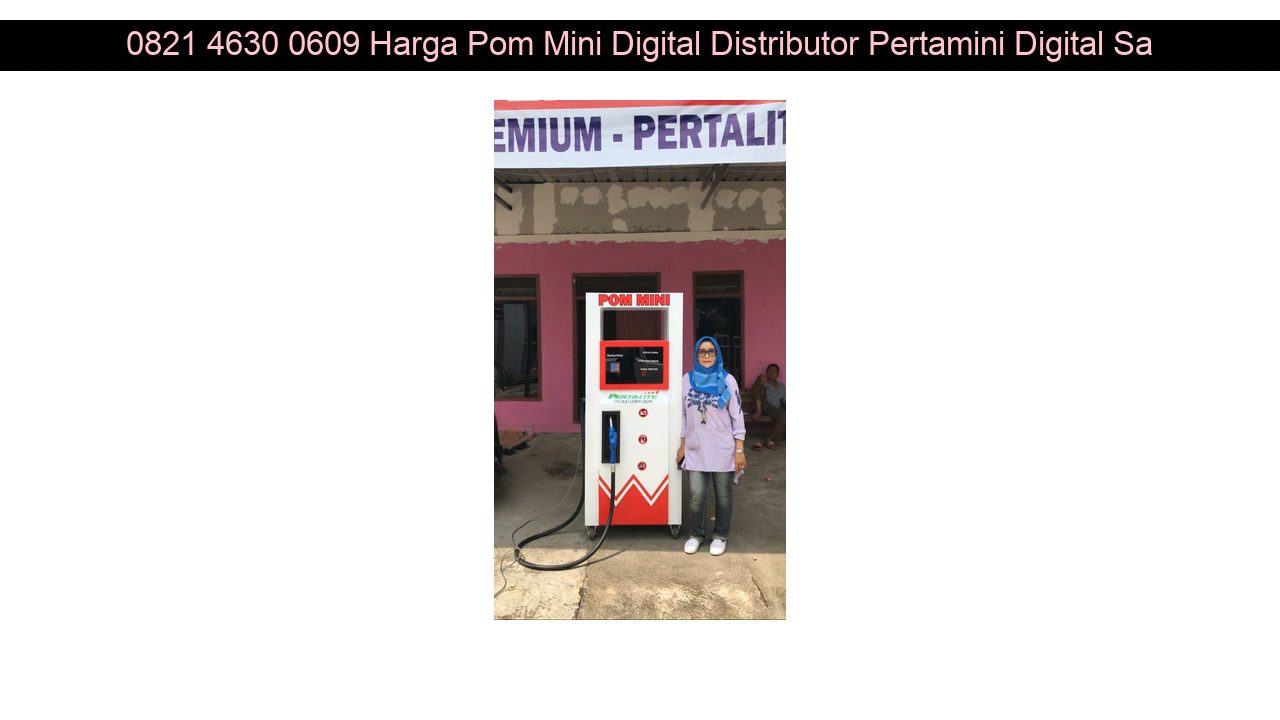 0821 4630 0609 Harga Pom Mini Digital Distributor Pertamini Digital Sa
EMIUM - PERTALIT
POM MINI
PERTALITE